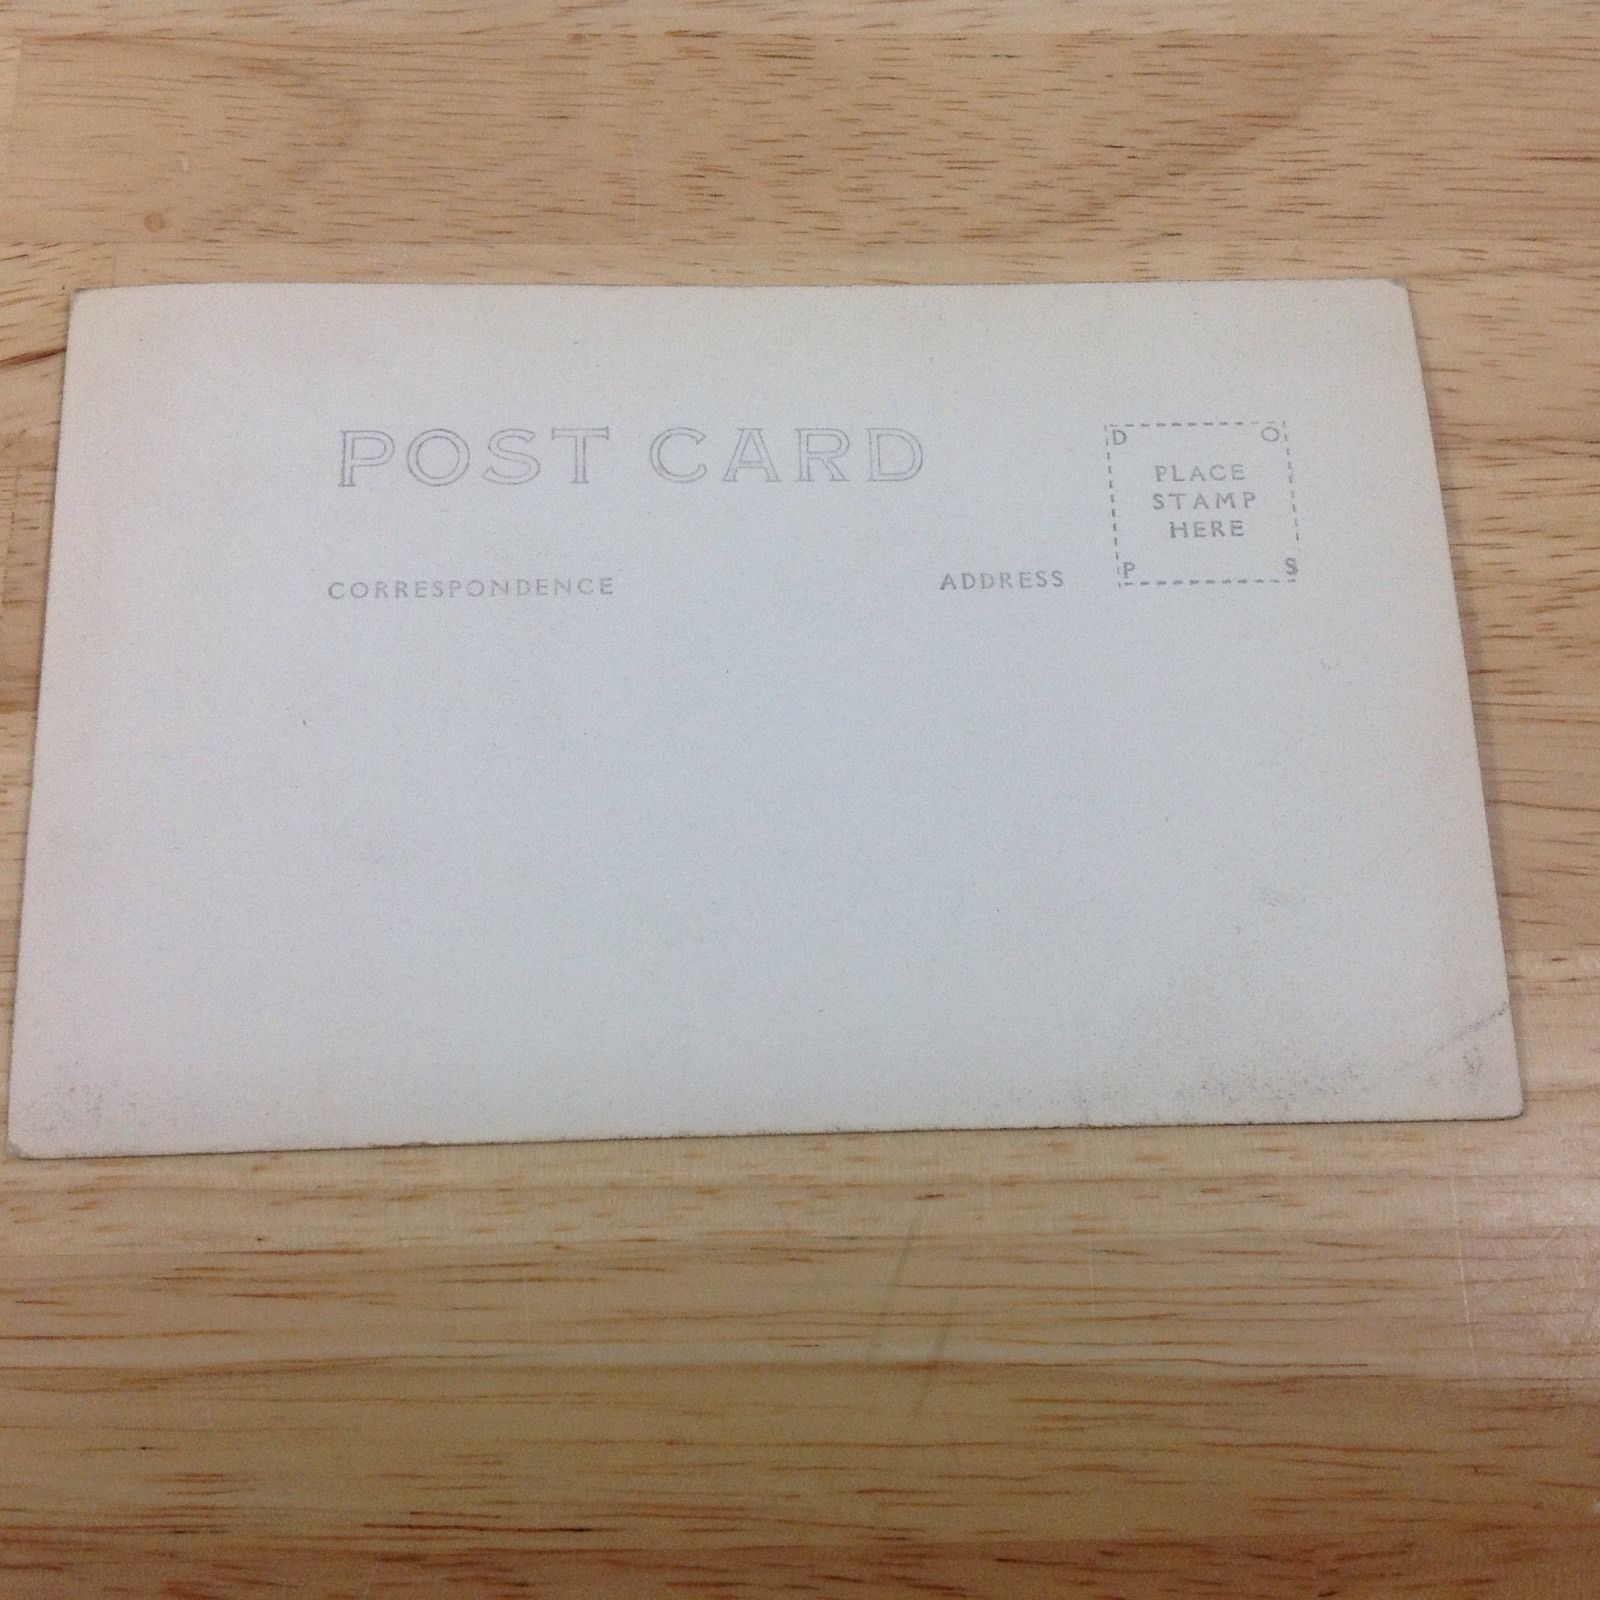 POST CARD
D O
PLACE
STAMP
HERE
P S
CORRESPONDENCE
ADDRESS